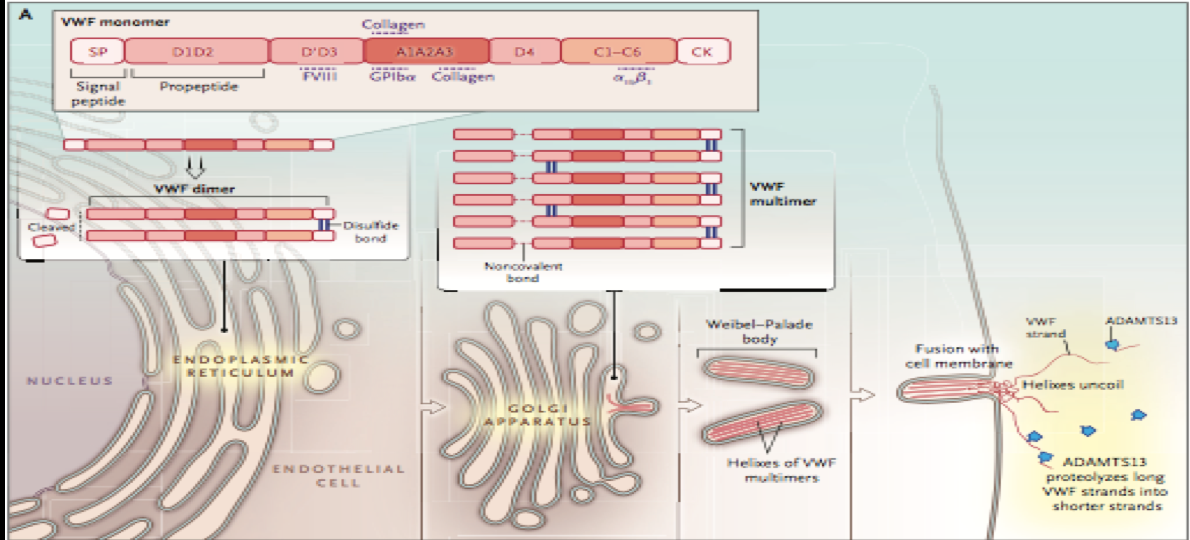 A
VWF monomer
Collagen
SP D1D2 D'D3 A1A2A3 D4 C1–C6 CK
FVIII GPIbα Collagen αIIbβ3
Signal
peptide
Propeptide
VWF dimer
Cleaved
Disulfide
bond
VWF
multimer
Noncovalent
bond
NUCLEUS
ENDOPLASMIC
RETICULUM
ENDOTHELIAL
CELL
GOLGI
APPARATUS
Weibel–Palade
body
Helixes of VWF
multimers
Fusion with
cell membrane
VWF
strand
ADAMTS13
Helixes uncoil
ADAMTS13
proteolyzes long
VWF strands into
shorter strands